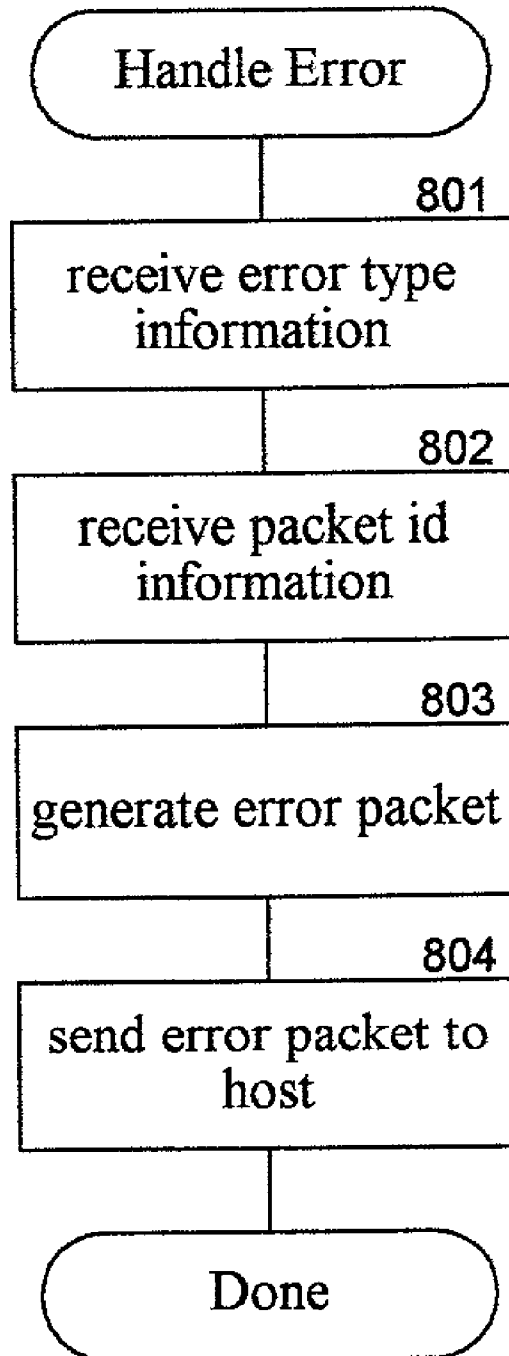 Handle Error
801
receive error type
information
802
receive packet id
information
803
generate error packet
804
send error packet to
host
Done